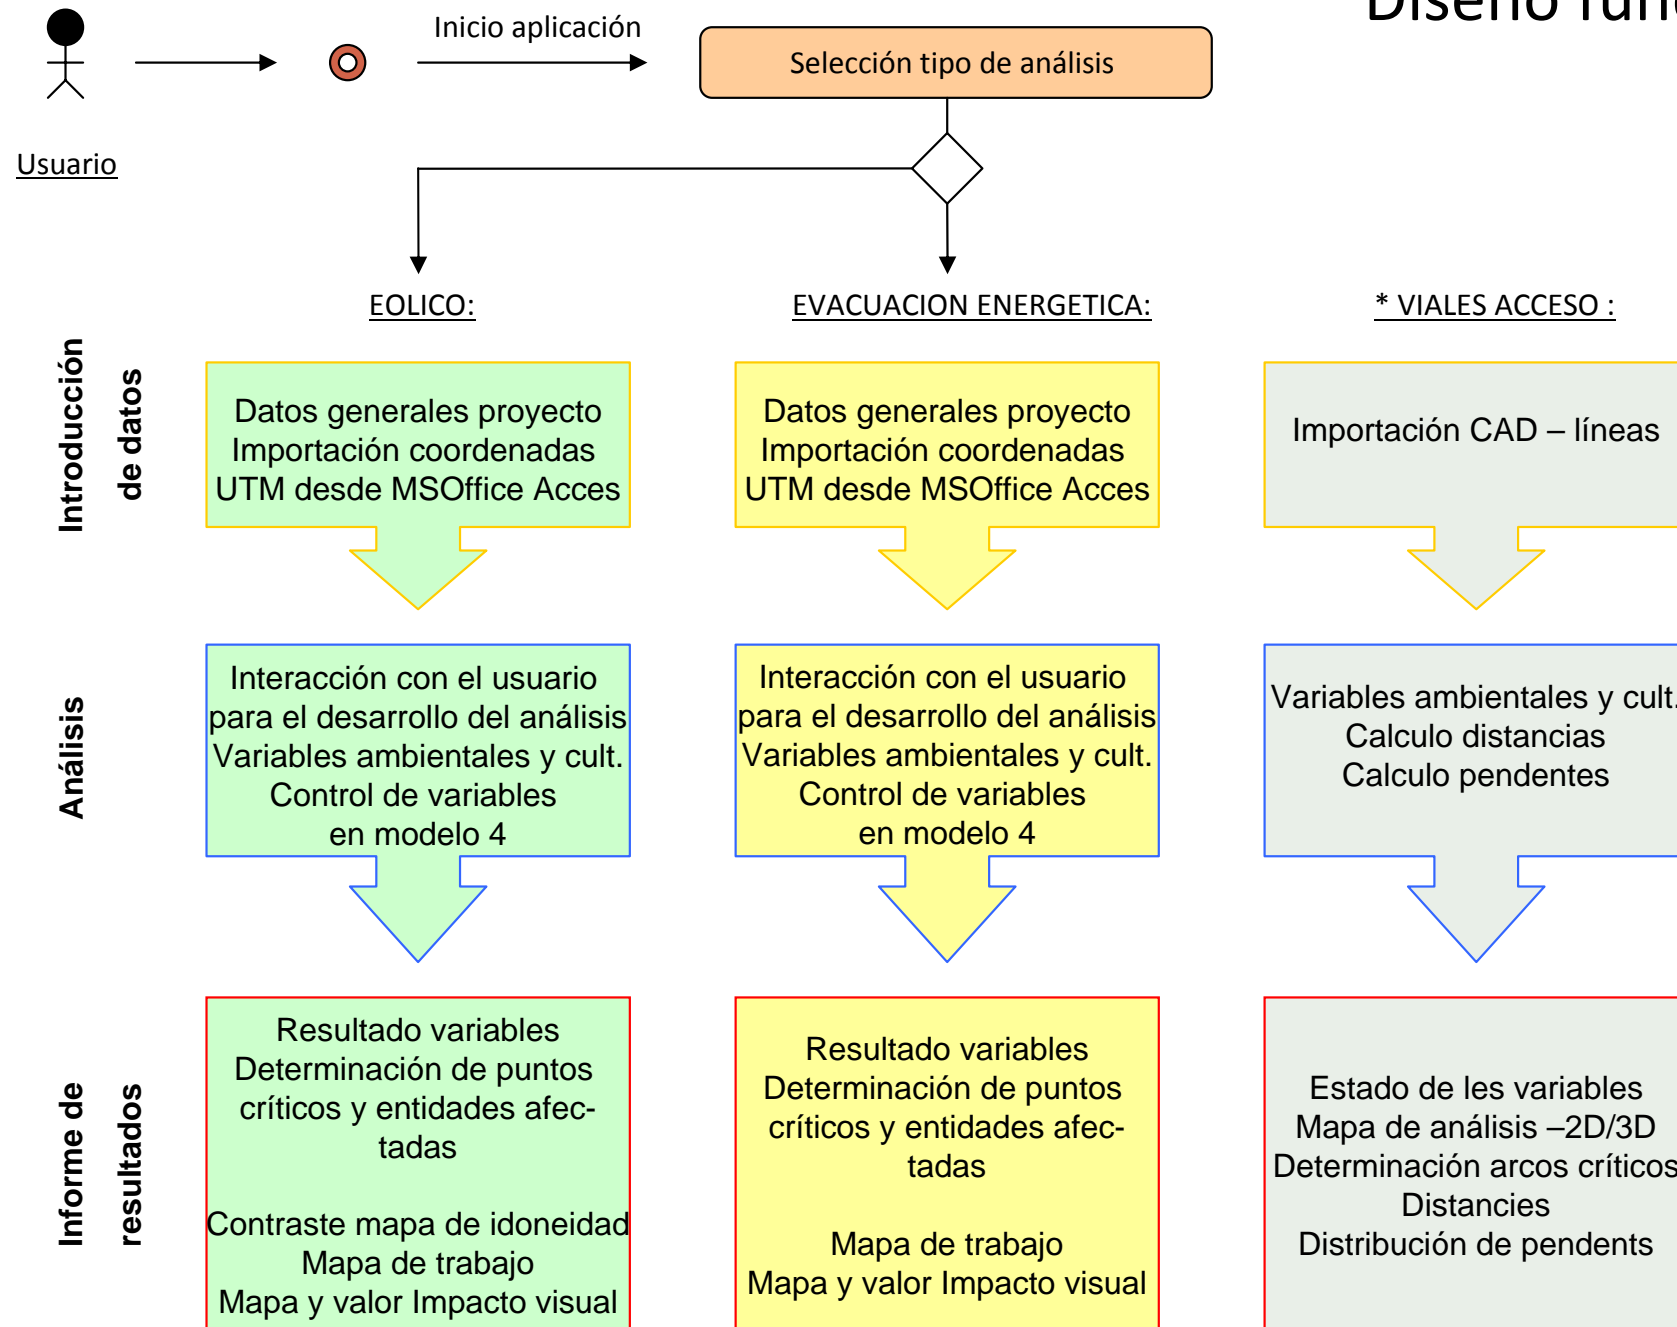 Diseño fun
Inicio aplicación
Selección tipo de análisis
Usuario
EOLICO:
EVACUACION ENERGETICA:
* VIALES ACCESO :
Introducción
de datos
Datos generales proyecto
Importación coordenadas
UTM desde MSOffice Acces
Datos generales proyecto
Importación coordenadas
UTM desde MSOffice Acces
Importación CAD – líneas
Análisis
Interacción con el usuario
para el desarrollo del análisis
Variables ambientales y cult.
Control de variables
en modelo 4
Interacción con el usuario
para el desarrollo del análisis
Variables ambientales y cult.
Control de variables
en modelo 4
Variables ambientales y cult.
Calculo distancias
Calculo pendentes
Informe de
resultados
Resultado variables
Determinación de puntos
críticos y entidades afec-
tadas
Contraste mapa de idoneidad
Mapa de trabajo
Mapa y valor Impacto visual
Resultado variables
Determinación de puntos
críticos y entidades afec-
tadas
Mapa de trabajo
Mapa y valor Impacto visual
Estado de les variables
Mapa de análisis –2D/3D
Determinación arcos críticos
Distancies
Distribución de pendents